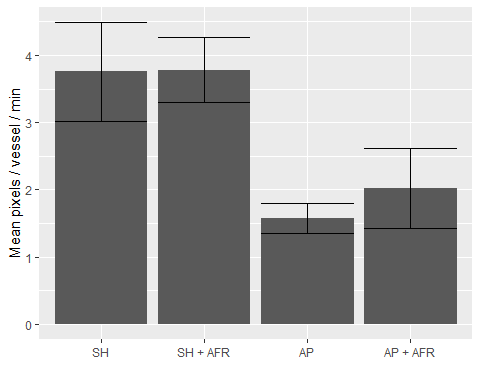 Mean pixels / vessel / min
4
3
2
1
0
SH
SH + AFR
AP
AP + AFR